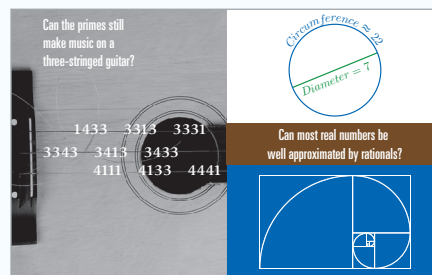 Can the primes still
make music on a
three-stringed guitar?
1433 3313 3331
3343 3413 3433
4111 4133 4441
Circumference ≈ 22
Diameter = 7
Can most real numbers be
well approximated by rationals?